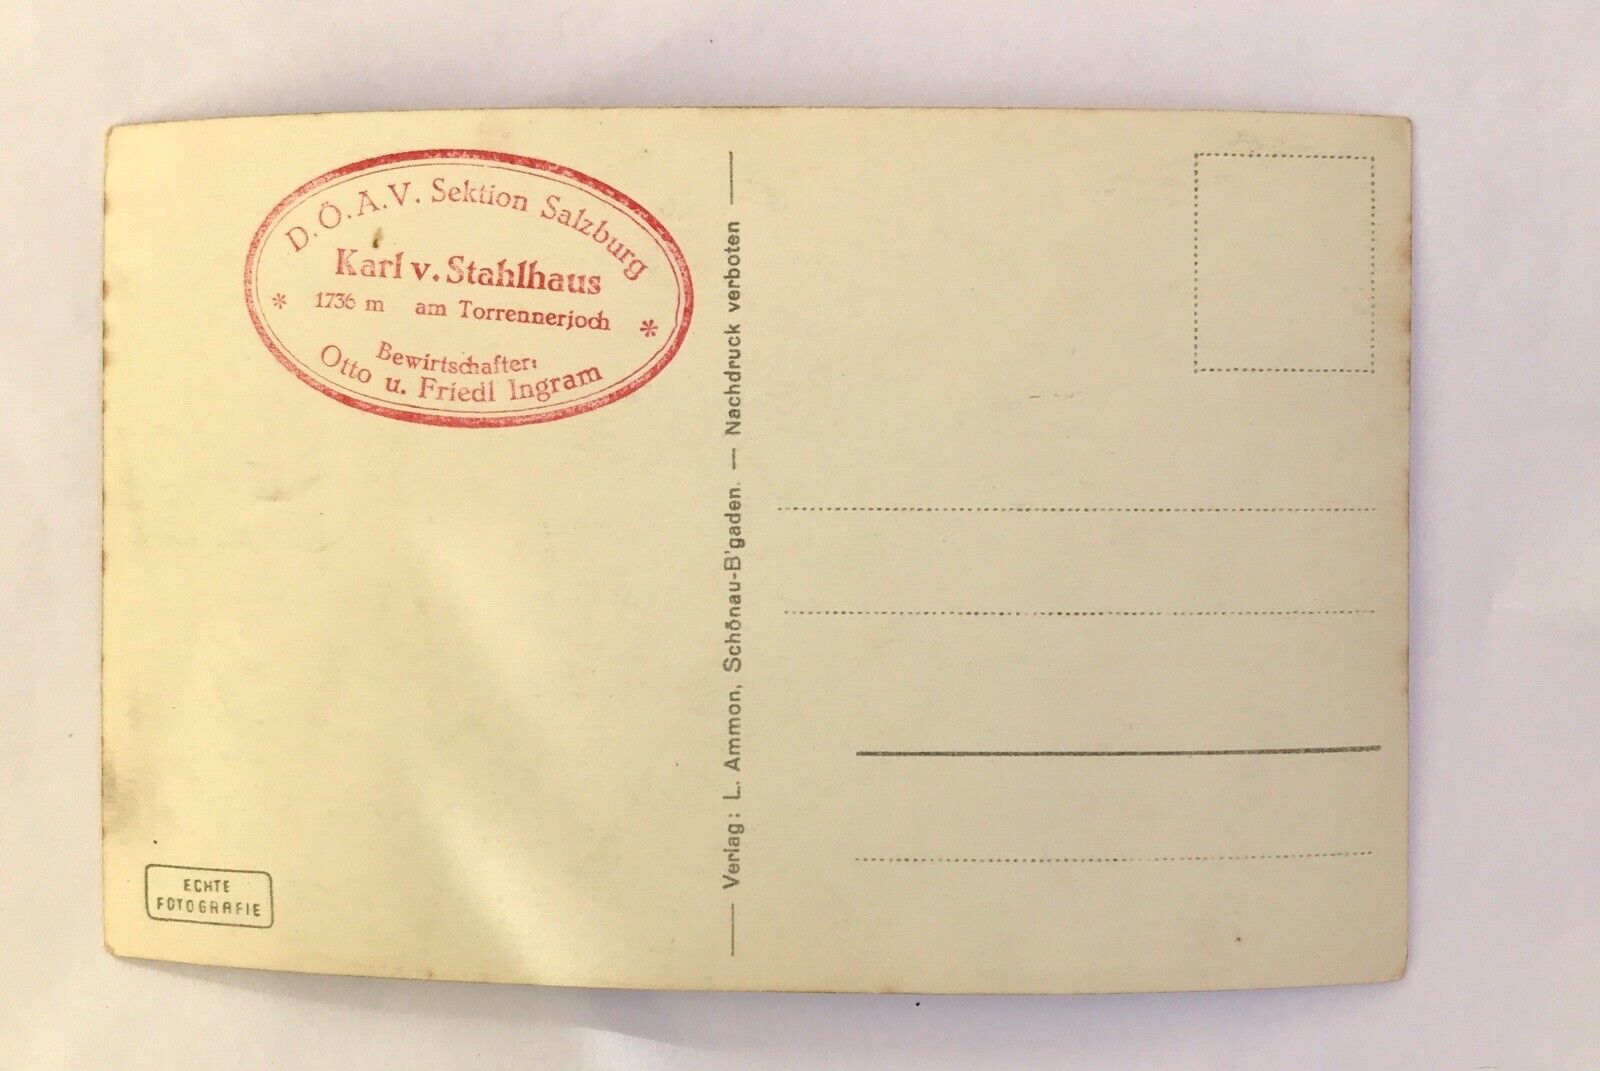 D.Ö.A.V. Sektion Salzburg
Karl v. Stahlhaus
* 1736 m am Torrennerjoch *
Bewirtschafter:
Otto u. Friedl Ingram
Verlag: L. Ammon, Schönau-B'gaden. — Nachdruck verboten
ECHTE
FOTOGRAFIE